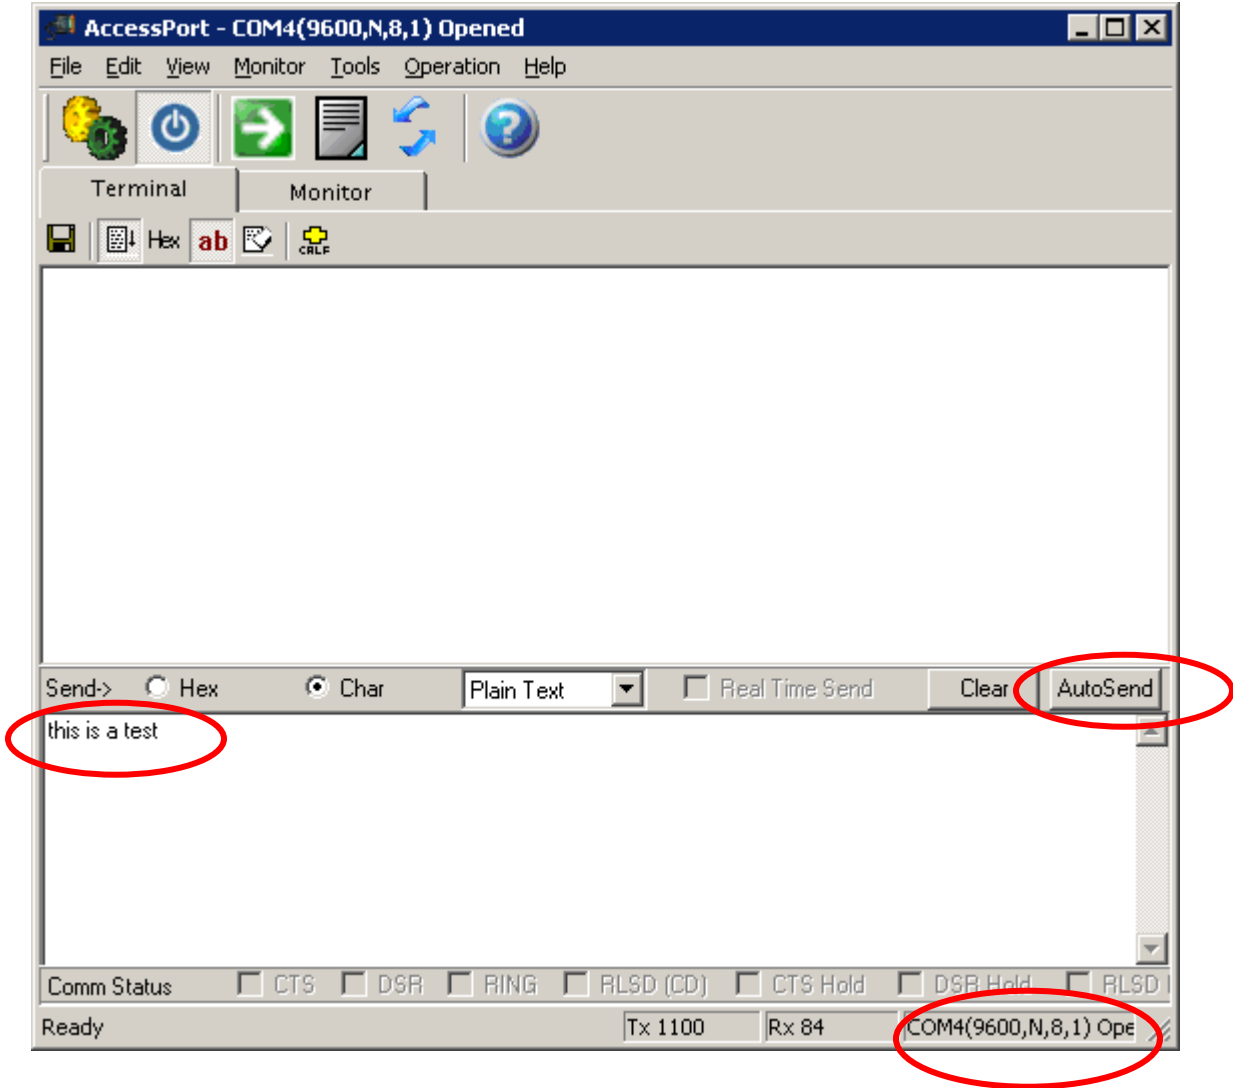 AccessPort - COM4(9600,N,8,1) Opened
File Edit View Monitor Tools Operation Help
Terminal Monitor
Hex ab CRLF
Send-> Hex Char Plain Text Real Time Send Clear AutoSend
this is a test
Comm Status CTS DSR RING RLSD (CD) CTS Hold DSR Hold RLSD
Ready Tx 1100 Rx 84 COM4(9600,N,8,1) Ope